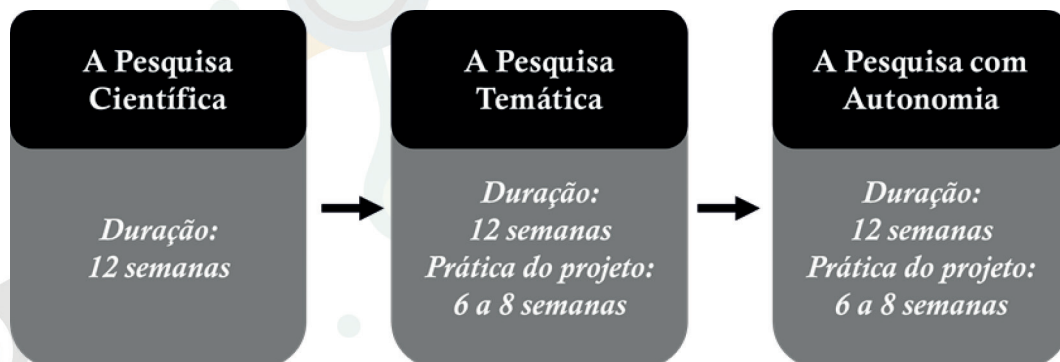 A Pesquisa
Científica
Duração:
12 semanas
A Pesquisa
Temática
Duração:
12 semanas
Prática do projeto:
6 a 8 semanas
A Pesquisa com
Autonomia
Duração:
12 semanas
Prática do projeto:
6 a 8 semanas